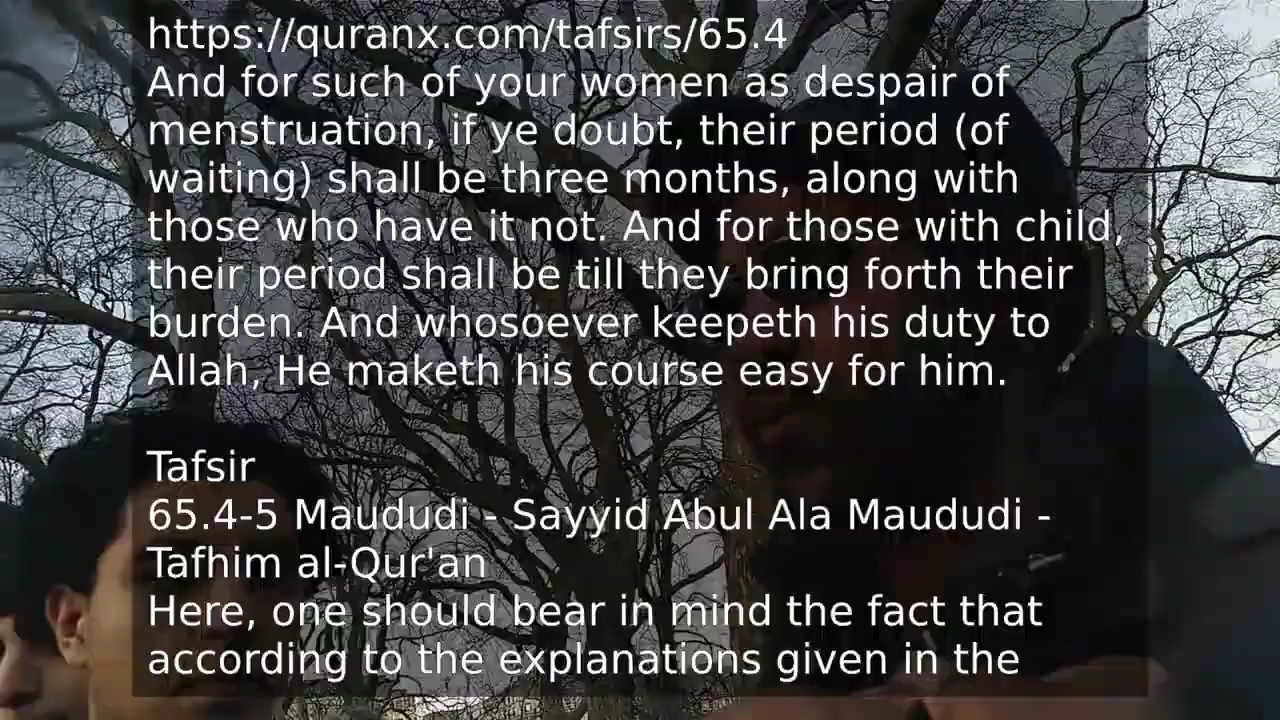 https://quranx.com/tafsirs/65.4
And for such of your women as despair of
menstruation, if ye doubt, their period (of
waiting) shall be three months, along with
those who have it not. And for those with child,
their period shall be till they bring forth their
burden. And whosoever keepeth his duty to
Allah, He maketh his course easy for him.
Tafsir
65.4-5 Maududi - Sayyid Abul Ala Maududi -
Tafhim al-Qur'an
Here, one should bear in mind the fact that
according to the explanations given in the